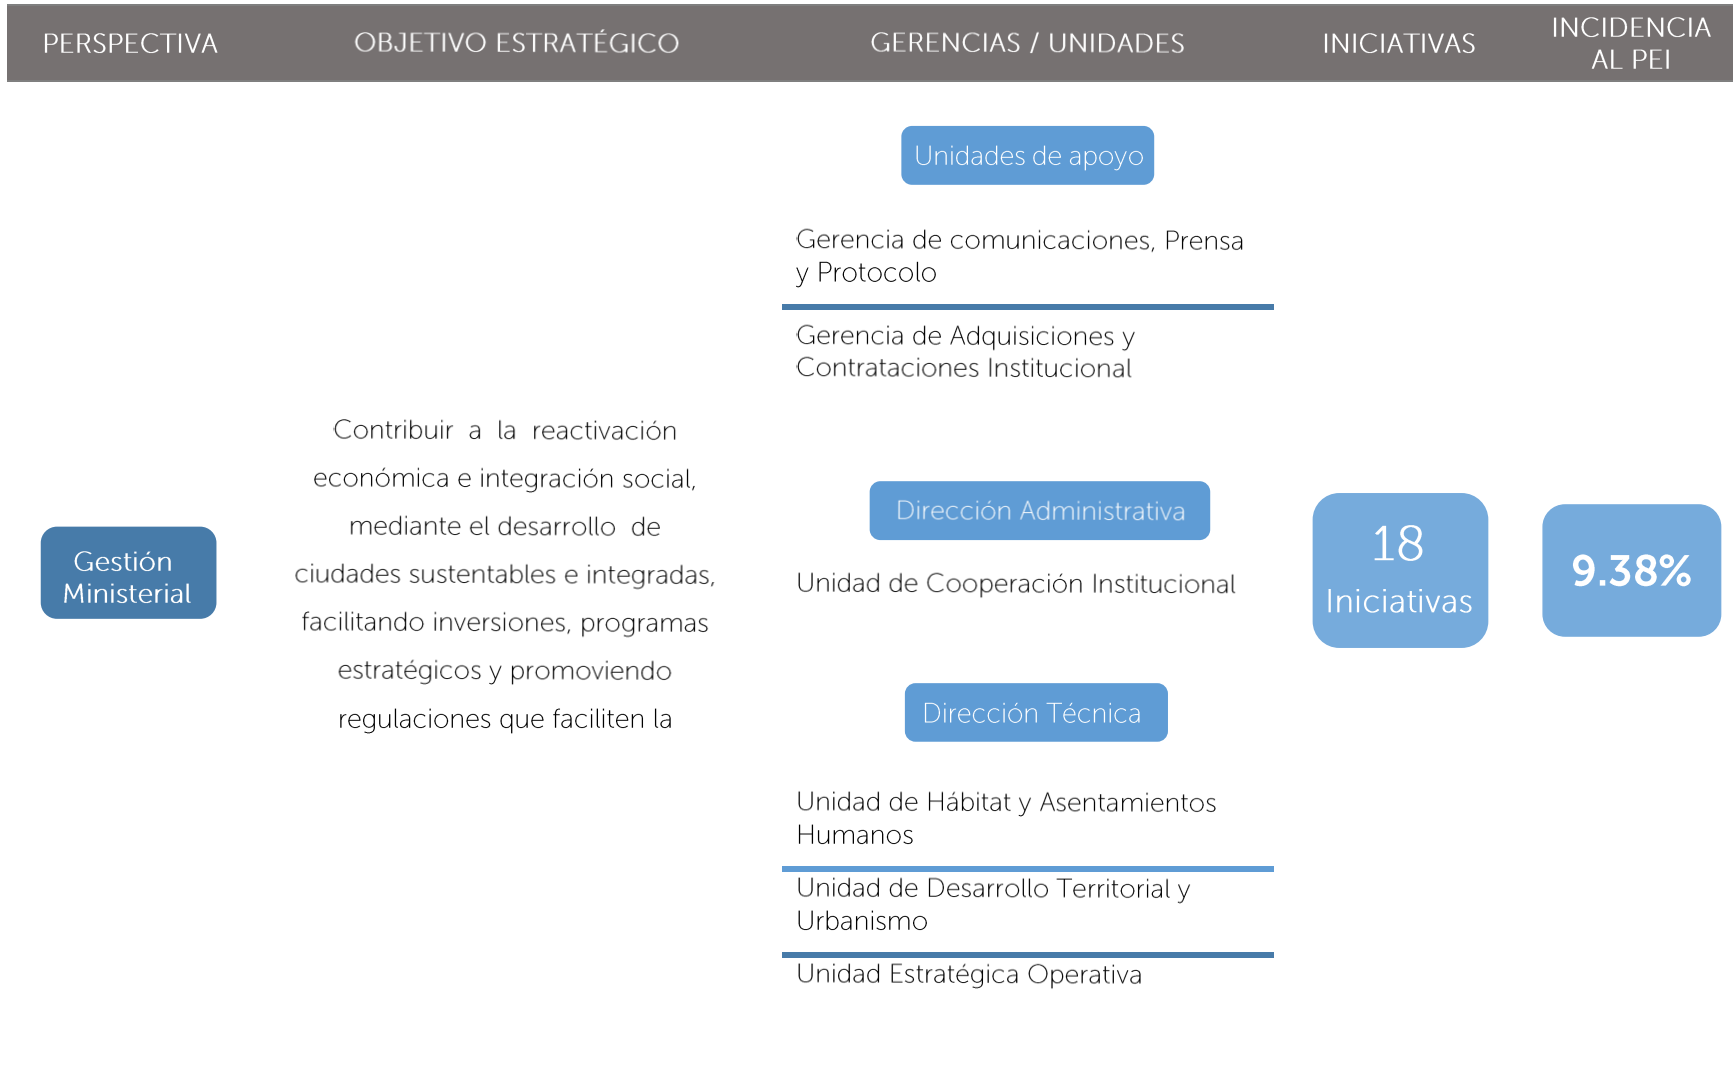 PERSPECTIVA
OBJETIVO ESTRATÉGICO
GERENCIAS / UNIDADES
INICIATIVAS
INCIDENCIA
AL PEI
Gestión
Ministerial
Contribuir a la reactivación
económica e integración social,
mediante el desarrollo de
ciudades sustentables e integradas,
facilitando inversiones, programas
estratégicos y promoviendo
regulaciones que faciliten la
Unidades de apoyo
Gerencia de comunicaciones, Prensa
y Protocolo
Gerencia de Adquisiciones y
Contrataciones Institucional
Dirección Administrativa
Unidad de Cooperación Institucional
Dirección Técnica
Unidad de Hábitat y Asentamientos
Humanos
Unidad de Desarrollo Territorial y
Urbanismo
Unidad Estratégica Operativa
18
Iniciativas
9.38%